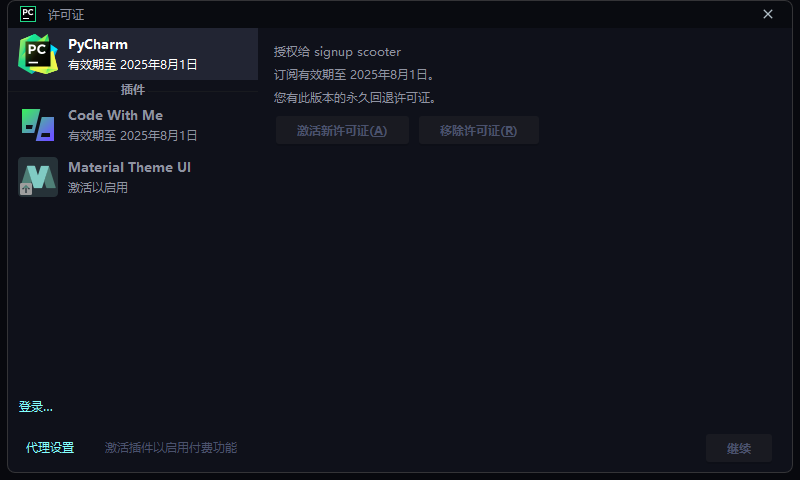 PC 许可证
PC PyCharm
有效期至 2025年8月1日
插件
Code With Me
有效期至 2025年8月1日
Material Theme UI
激活以启用
授权给 signup scooter
订阅有效期至 2025年8月1日。
您有此版本的永久回退许可证。
激活新许可证(A) 移除许可证(R)
登录...
代理设置 激活插件以启用付费功能 继续